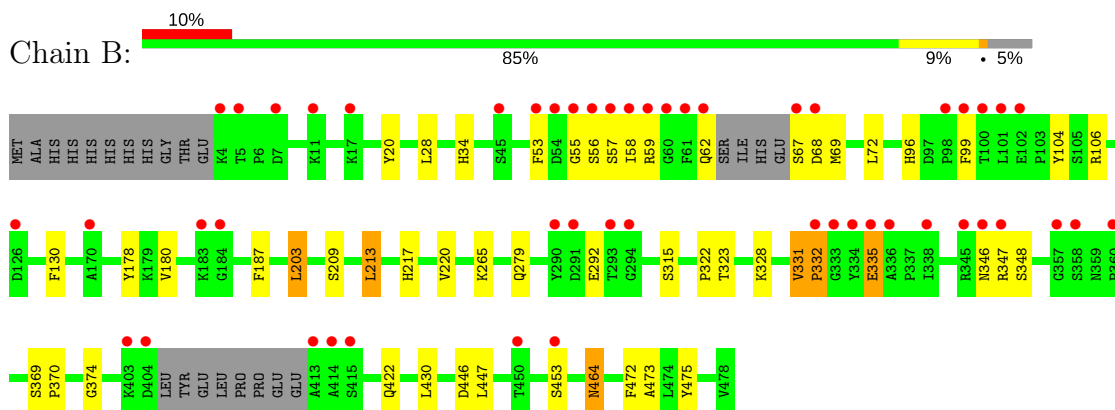 10%
Chain B:
85% 9% • 5%
MET ALA HIS HIS HIS HIS HIS HIS GLY THR GLU K4 T5 P6 D7 K11 K17 Y20 L28 H34 S45 F53 D54 G55 S56 S57 I58 R59 G60 F61 Q62 SER ILE HIS GLU S67 D68 M69 L72 H96 D97 P98 F99 T100 L101 E102 P103 Y104 S105 R106
D126 F130 A170 Y178 K179 V180 K183 G184 F187 L203 S209 L213 H217 V220 K265 Q279 Y290 D291 E292 T293 G294 S315 P322 T323 K328 V331 P332 G333 Y334 E335 A336 P337 I338 R345 N346 R347 S348 G357 S358 N359
S369 P370 G374 K403 D404 LEU TYR GLU LEU PRO PRO GLU GLU A413 A414 S415 Q422 L430 D446 L447 T450 S453 N464 F472 A473 L474 Y475 V478